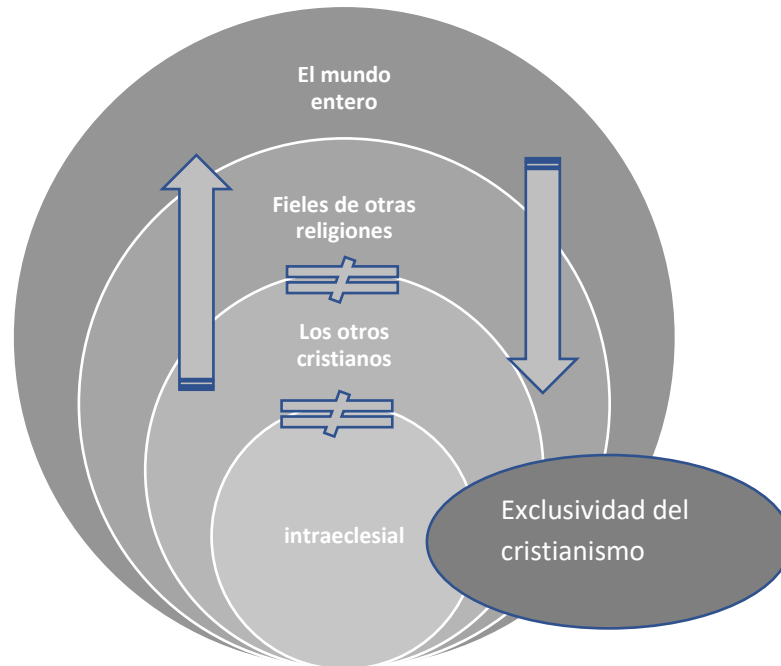 El mundo
entero
Fieles de otras
religiones
Los otros
cristianos
intraeclesial
Exclusividad del
cristianismo